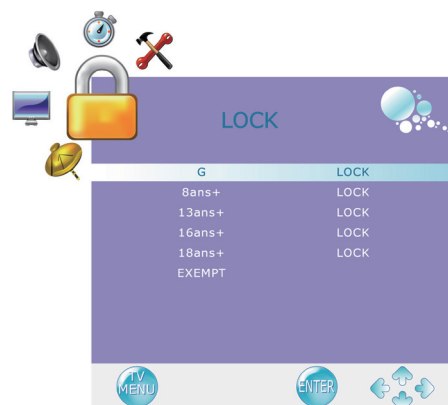 LOCK
G LOCK
8ans+ LOCK
13ans+ LOCK
16ans+ LOCK
18ans+ LOCK
EXEMPT
TV
MENU
ENTER